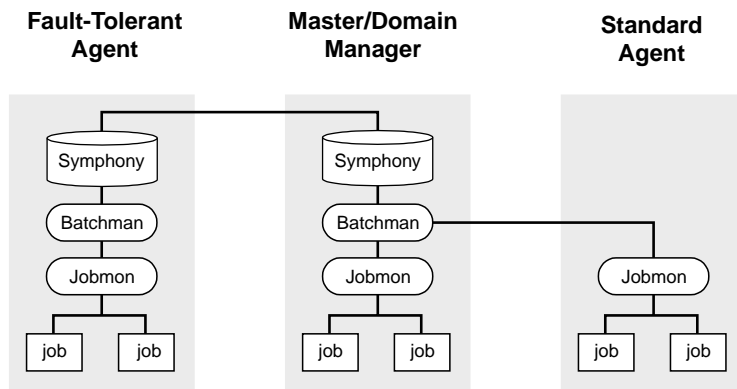 Fault-Tolerant
Agent
Master/Domain
Manager
Standard
Agent
Symphony
Symphony
Batchman
Batchman
Jobmon
Jobmon
Jobmon
job
job
job
job
job
job